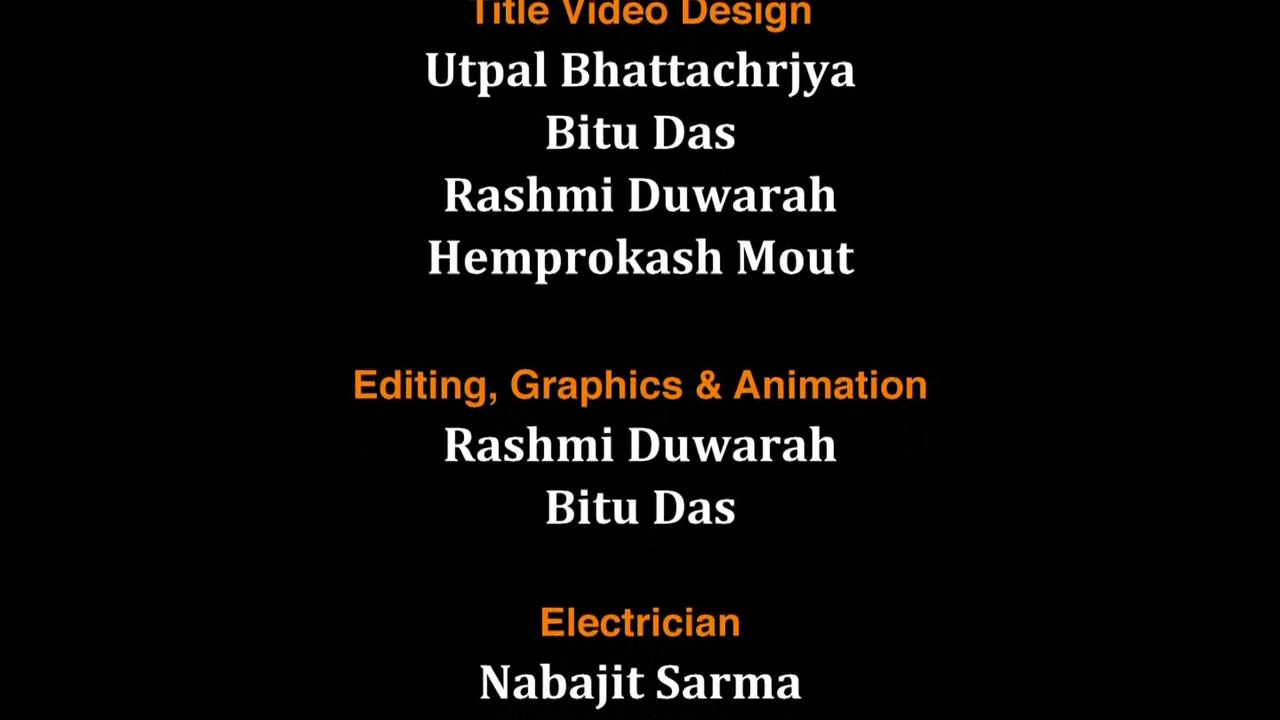 Title Video Design
Utpal Bhattachrjya
Bitu Das
Rashmi Duwarah
Hemprokash Mout
Editing, Graphics & Animation
Rashmi Duwarah
Bitu Das
Electrician
Nabajit Sarma